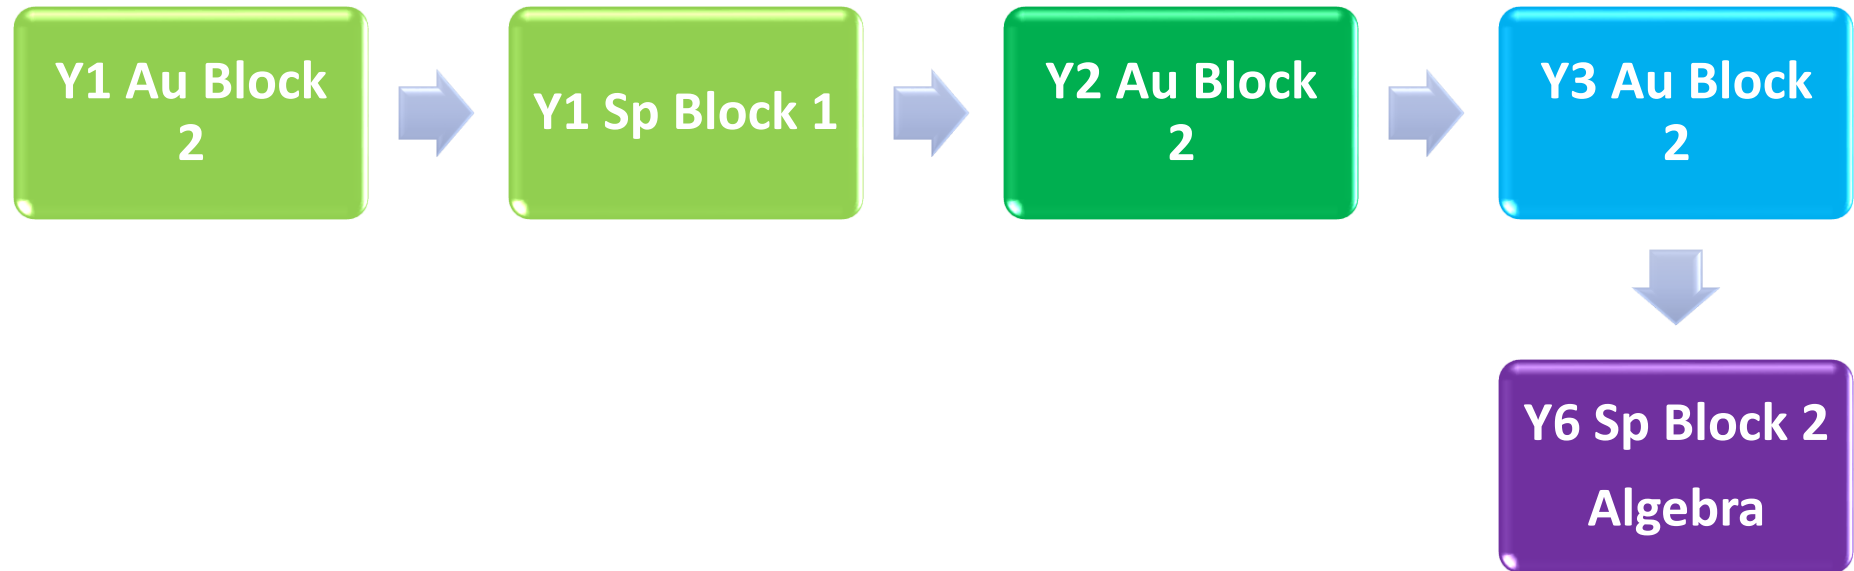 Y1 Au Block
2
Y1 Sp Block 1
Y2 Au Block
2
Y3 Au Block
2
Y6 Sp Block 2
Algebra